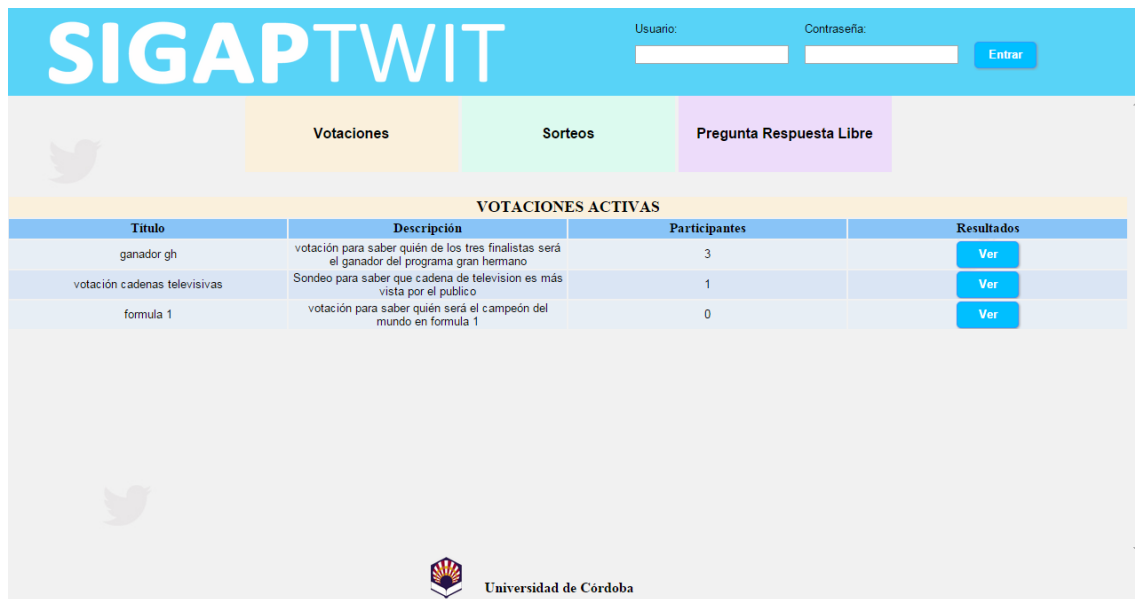 SIGAPTWIT
Usuario:
Contraseña:
Entrar
Votaciones
Sorteos
Pregunta Respuesta Libre
VOTACIONES ACTIVAS
Título
Descripción
Participantes
Resultados
ganador gh
votación para saber quién de los tres finalistas será
el ganador del programa gran hermano
3
Ver
votación cadenas televisivas
Sondeo para saber que cadena de television es más
vista por el publico
1
Ver
formula 1
votación para saber quién será el campeón del
mundo en formula 1
0
Ver
Universidad de Córdoba